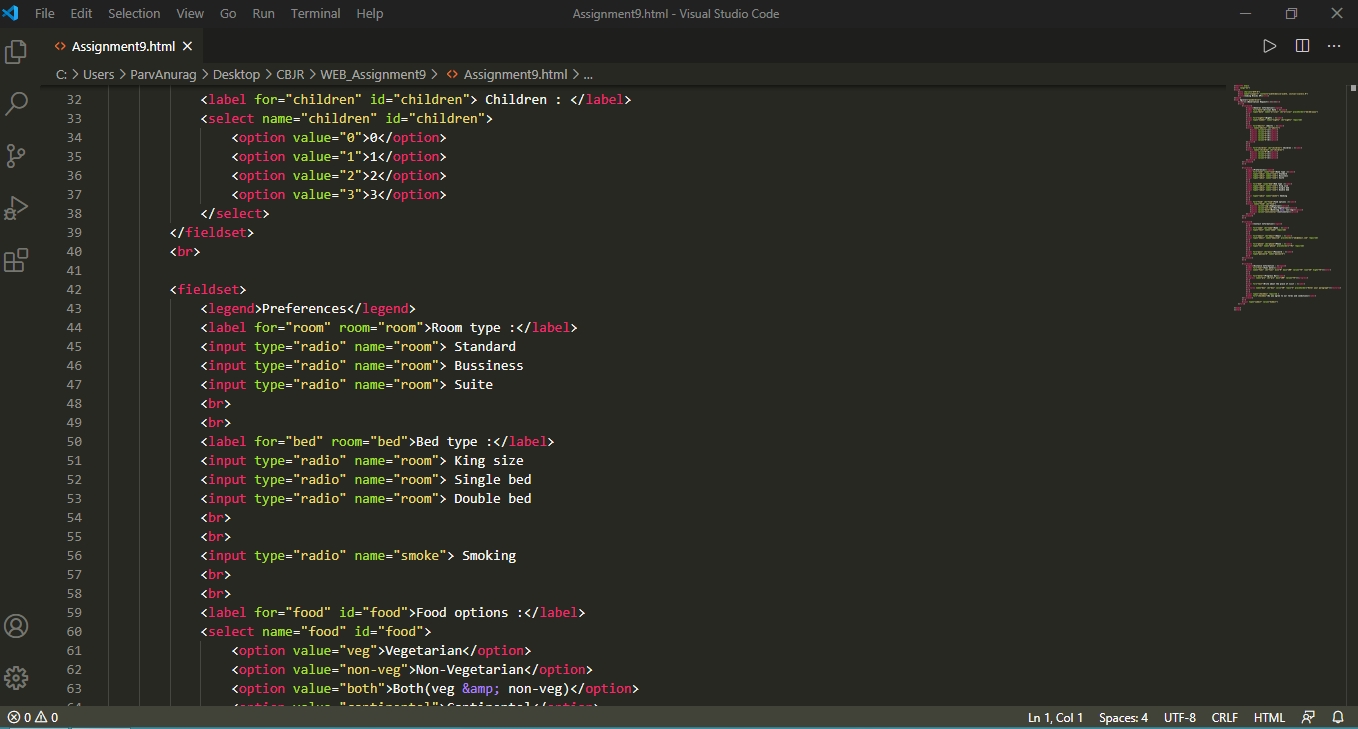 File Edit Selection View Go Run Terminal Help Assignment9.html - Visual Studio Code
Assignment9.html
C: > Users > ParvAnurag > Desktop > CBJR > WEB_Assignment9 > Assignment9.html > ...
32 <label for="children" id="children"> Children : </label>
33 <select name="children" id="children">
34 <option value="0">0</option>
35 <option value="1">1</option>
36 <option value="2">2</option>
37 <option value="3">3</option>
38 </select>
39 </fieldset>
40 <br>
41
42 <fieldset>
43 <legend>Preferences</legend>
44 <label for="room" room="room">Room type :</label>
45 <input type="radio" name="room"> Standard
46 <input type="radio" name="room"> Bussiness
47 <input type="radio" name="room"> Suite
48 <br>
49 <br>
50 <label for="bed" room="bed">Bed type :</label>
51 <input type="radio" name="room"> King size
52 <input type="radio" name="room"> Single bed
53 <input type="radio" name="room"> Double bed
54 <br>
55 <br>
56 <input type="radio" name="smoke"> Smoking
57 <br>
58 <br>
59 <label for="food" id="food">Food options :</label>
60 <select name="food" id="food">
61 <option value="veg">Vegetarian</option>
62 <option value="non-veg">Non-Vegetarian</option>
63 <option value="both">Both(veg &amp; non-veg)</option>
64 <option value="continental">Continental</option>
0 0 Ln 1, Col 1 Spaces: 4 UTF-8 CRLF HTML